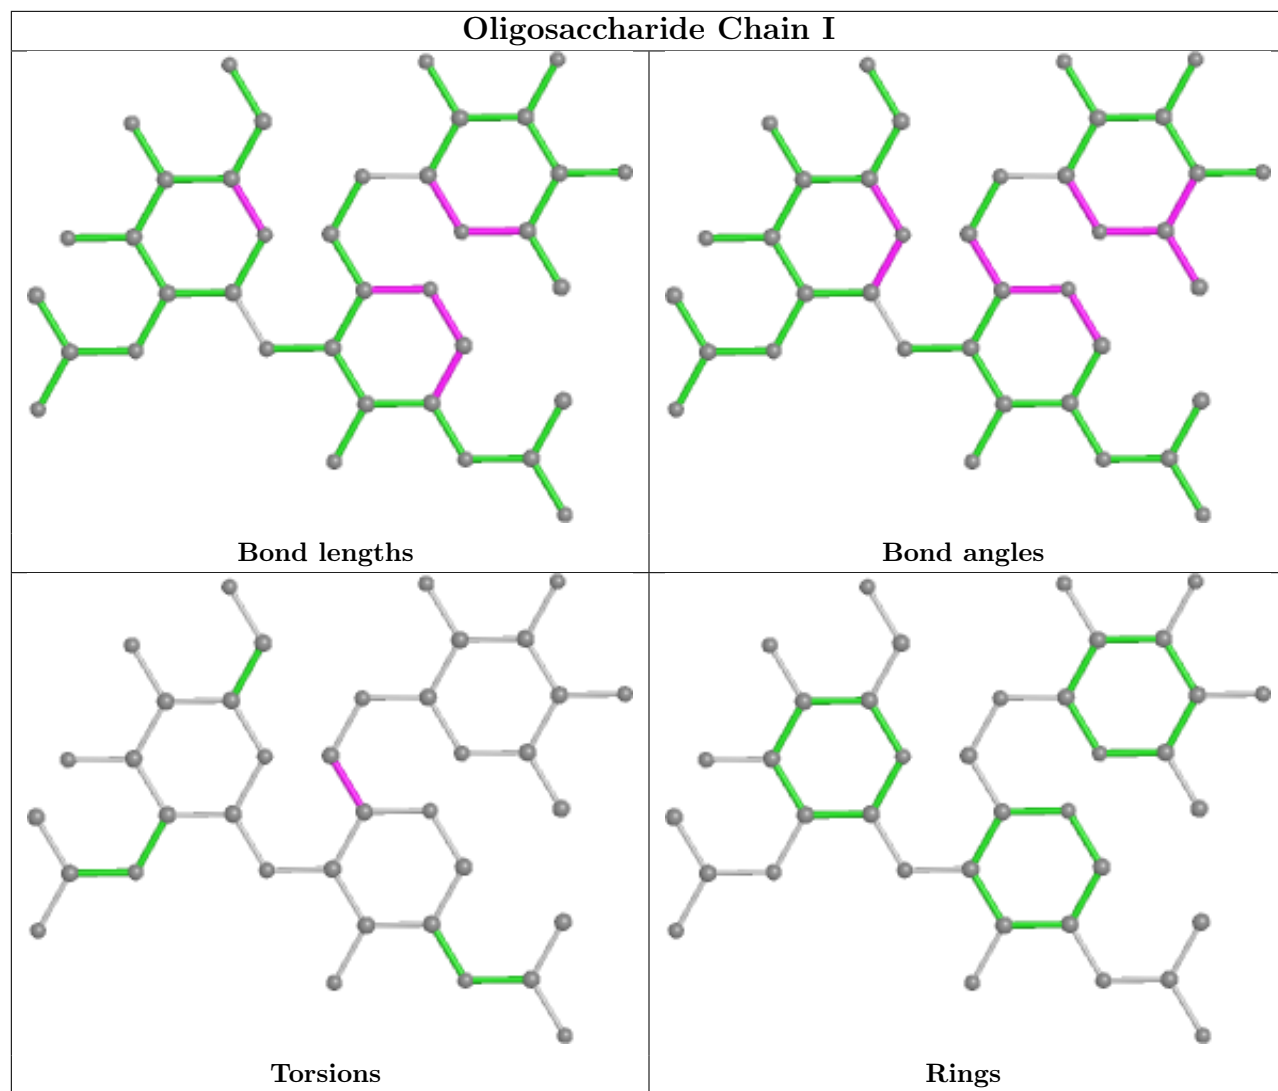 Oligosaccharide Chain I
Bond lengths
Bond angles
Torsions
Rings